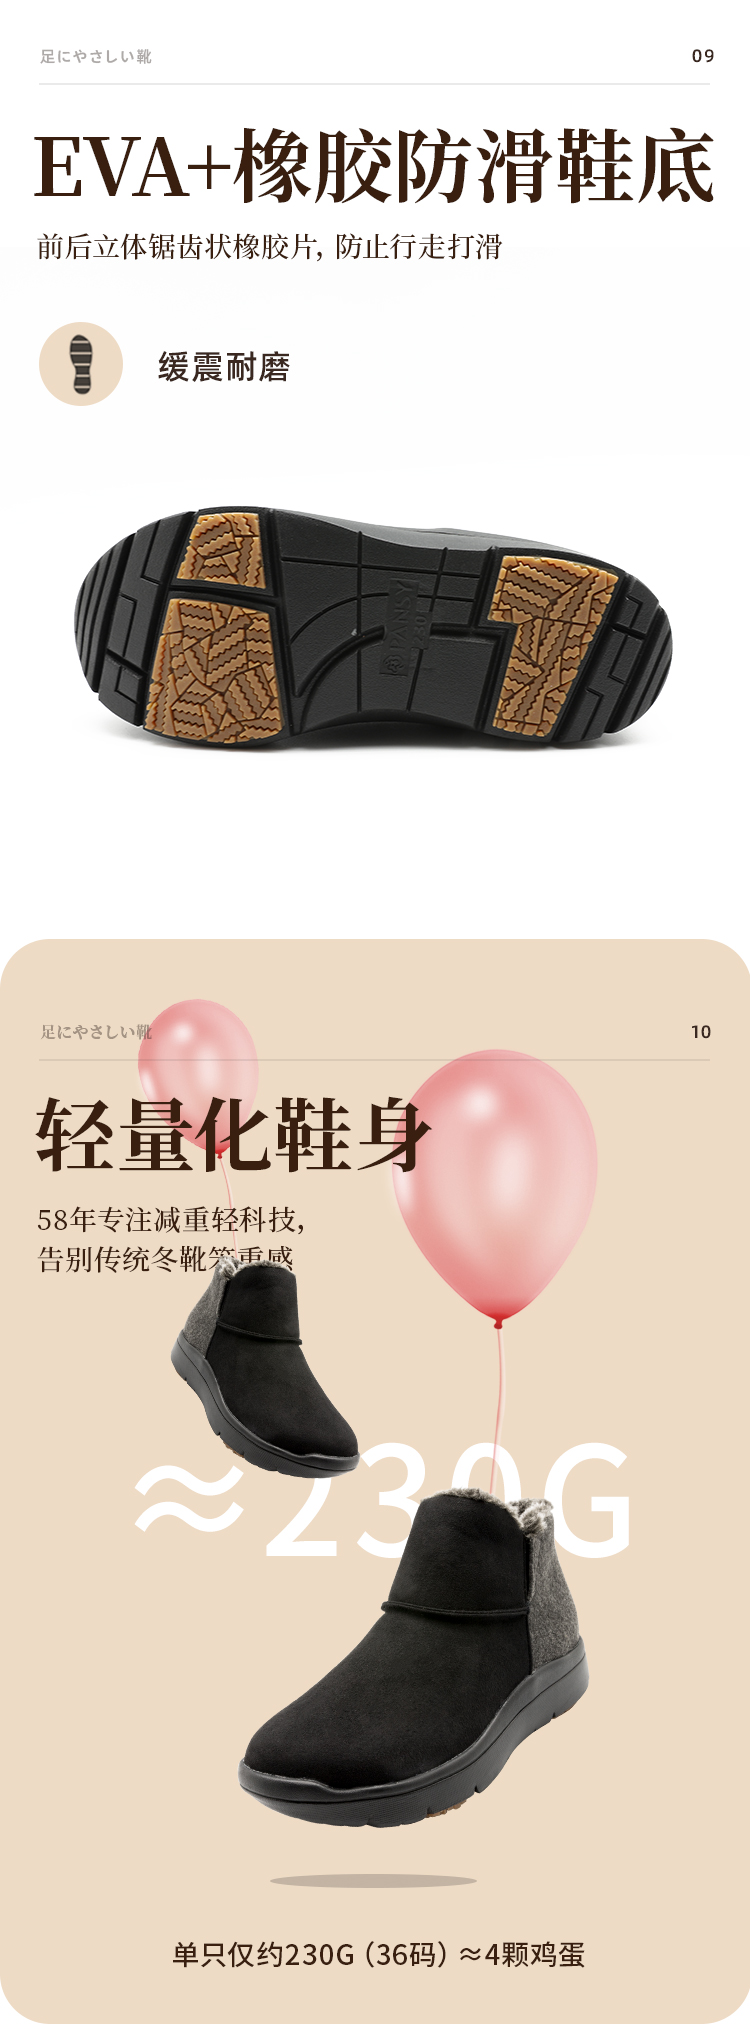 足にやさしい靴
09
EVA+橡胶防滑鞋底
前后立体锯齿状橡胶片, 防止行走打滑
缓震耐磨
PANSY
足にやさしい靴
10
轻量化鞋身
58年专注减重轻科技,
告别传统冬靴笨重感
≈230G
单只仅约230G（36码）≈4颗鸡蛋